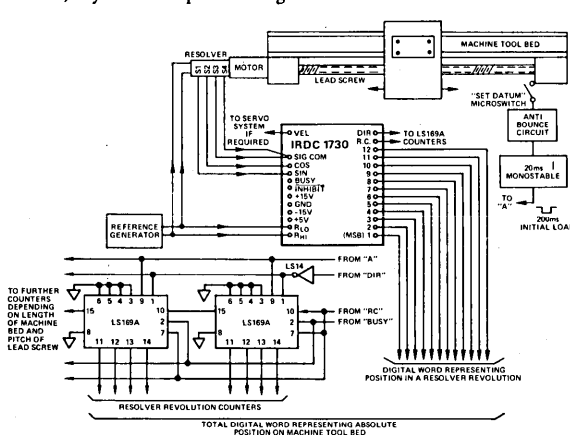 RESOLVER
S1
S2
S3
S4
MOTOR
MACHINE TOOL BED
LEAD SCREW
"SET DATUM"
MICROSWITCH
ANTI
BOUNCE
CIRCUIT
20ms
MONOSTABLE
TO
"A"
200ms
INITIAL LOAD
TO SERVO
SYSTEM
IF
REQUIRED
IRDC 1730
VEL
SIG COM
COS
SIN
BUSY
INHIBIT
+15V
GND
-15V
+5V
RLO
RHI
DIR
R.C.
12
11
10
9
8
7
6
5
4
3
2
(MSB) 1
TO LS169A
COUNTERS
REFERENCE
GENERATOR
LS14
FROM "A"
FROM "DIR"
FROM "RC"
FROM "BUSY"
TO FURTHER
COUNTERS
DEPENDING
ON LENGTH
OF MACHINE
BED AND
PITCH OF
LEAD SCREW
6 5 4 3 9 1
15 10
LS169A 2
8 7
11 12 13 14
6 5 4 3 9 1
15 10
LS169A 2
8 7
11 12 13 14
RESOLVER REVOLUTION COUNTERS
DIGITAL WORD REPRESENTING
POSITION IN A RESOLVER REVOLUTION
TOTAL DIGITAL WORD REPRESENTING ABSOLUTE
POSITION ON MACHINE TOOL BED